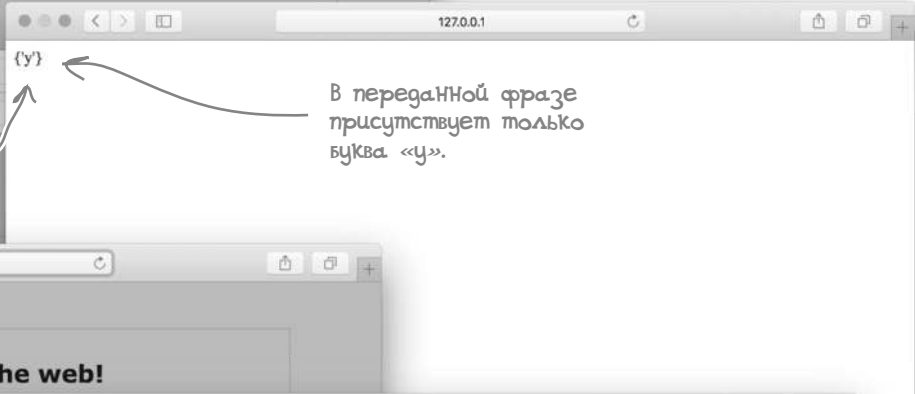 127.0.0.1
{'y'}
В переданной фразе
присутствует только
буква «y».
he web!